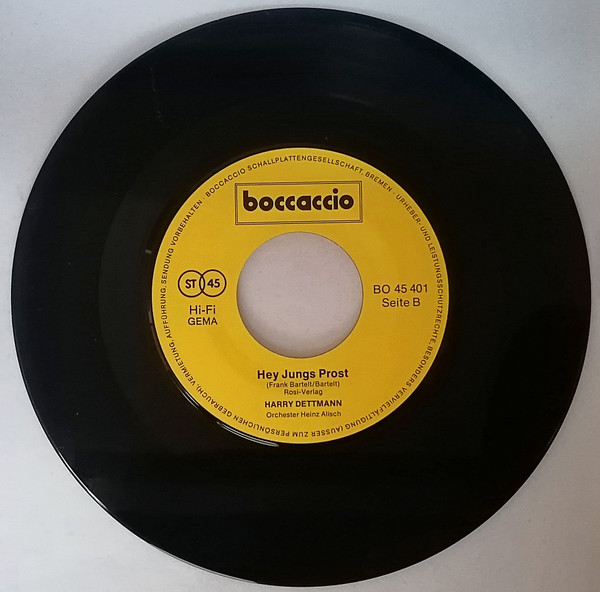 BOCCACCIO SCHALLPLATTENGESELLSCHAFT, BREMEN - URHEBER- UND LEISTUNGSSCHUTZRECHTE, BESONDERS VERVIELFÄLTIGUNG (AUSSER ZUM PERSÖNLICHEN GEBRAUCH), VERMIETUNG, AUFFÜHRUNG, SENDUNG VORBEHALTEN ·
boccaccio
ST 45
Hi-Fi
GEMA
BO 45 401
Seite B
Hey Jungs Prost
(Frank Bartelt/Bartelt)
Rosi-Verlag
HARRY DETTMANN
Orchester Heinz Alisch